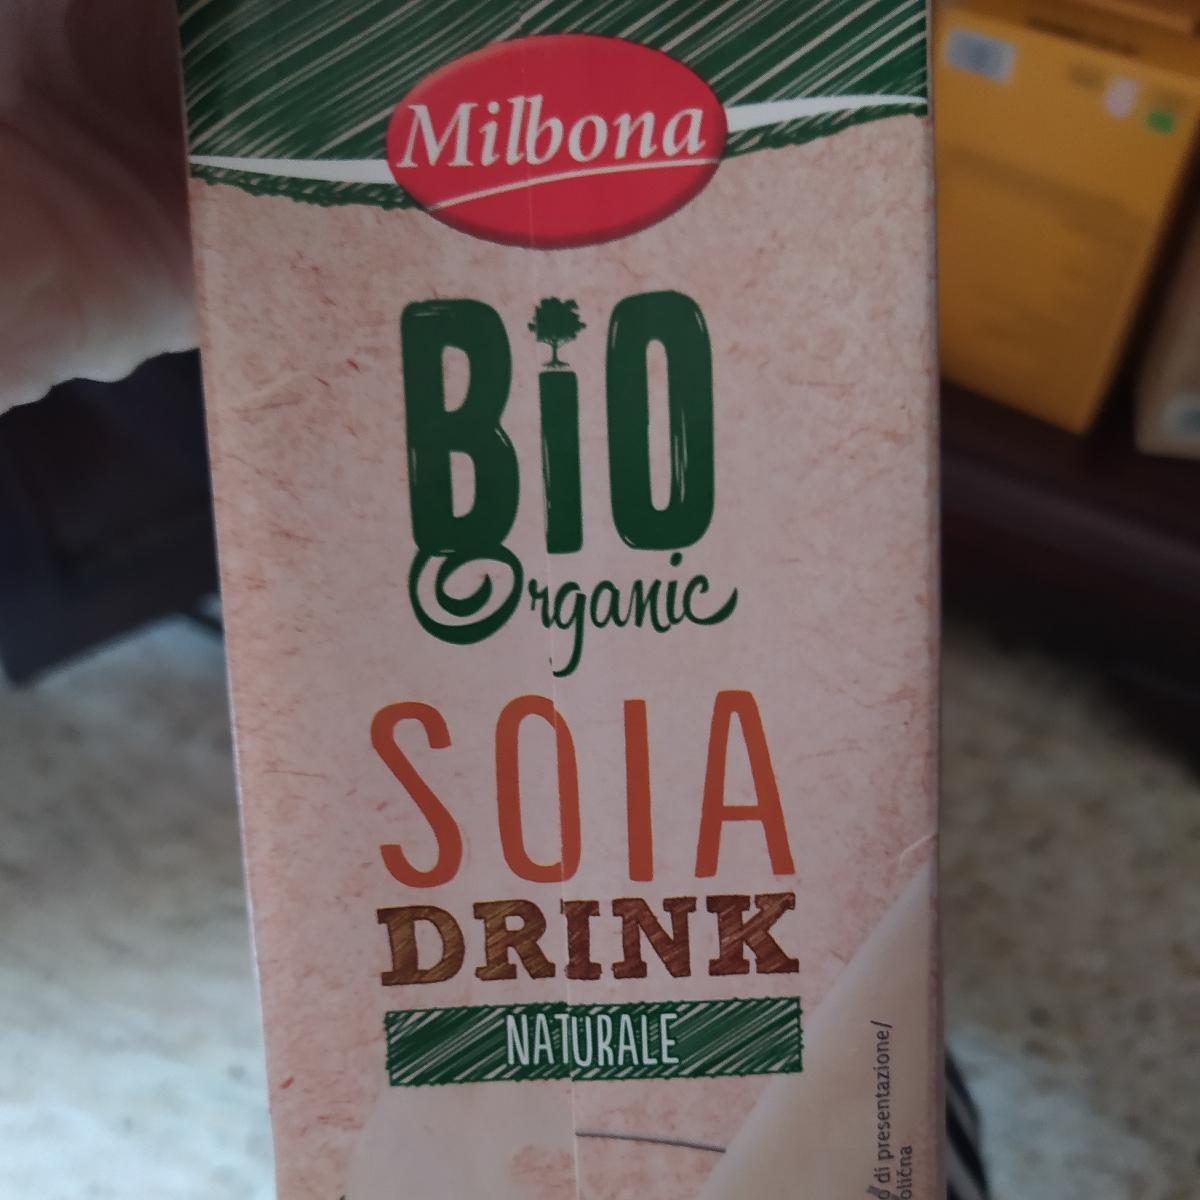 Milbona
BiO
Organic
SOIA
DRINK
NATURALE
di presentazione/